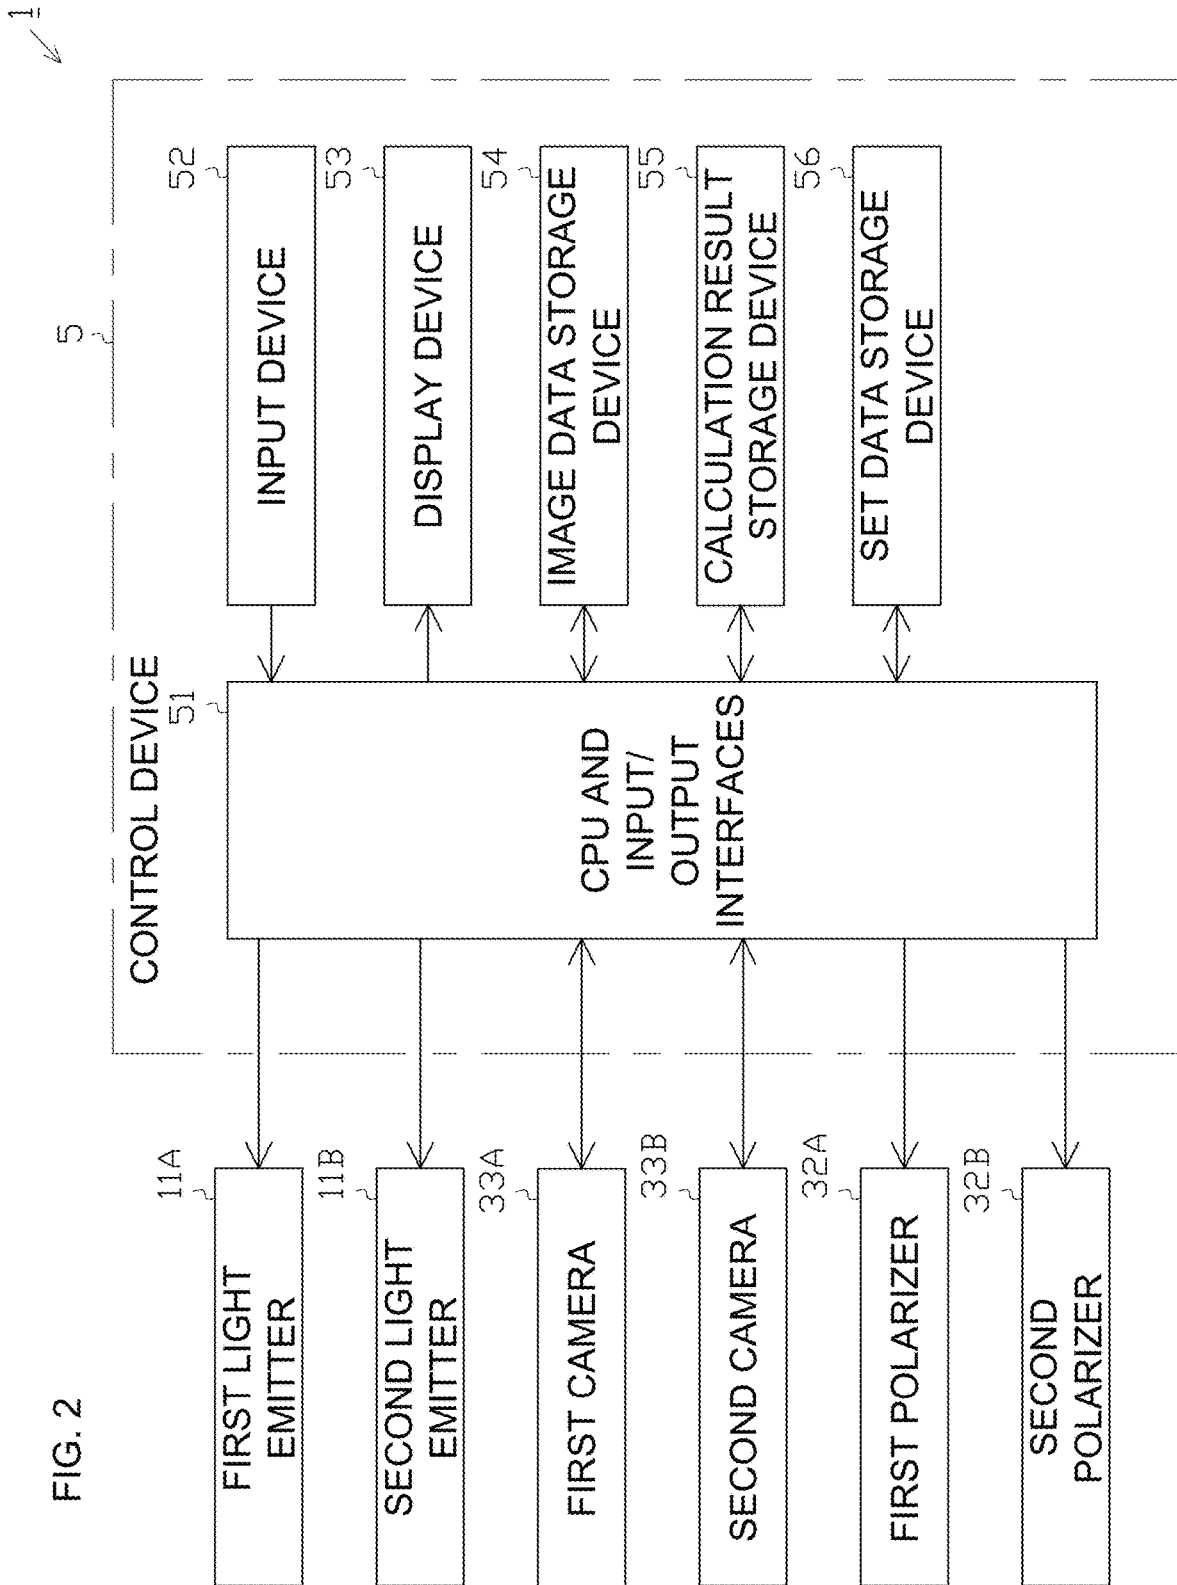 FIG. 2
1
5
CONTROL DEVICE
11A
FIRST LIGHT
EMITTER
11B
SECOND LIGHT
EMITTER
33A
FIRST CAMERA
33B
SECOND CAMERA
32A
FIRST POLARIZER
32B
SECOND
POLARIZER
51
CPU AND
INPUT/
OUTPUT
INTERFACES
52
INPUT DEVICE
53
DISPLAY DEVICE
54
IMAGE DATA STORAGE
DEVICE
55
CALCULATION RESULT
STORAGE DEVICE
56
SET DATA STORAGE
DEVICE